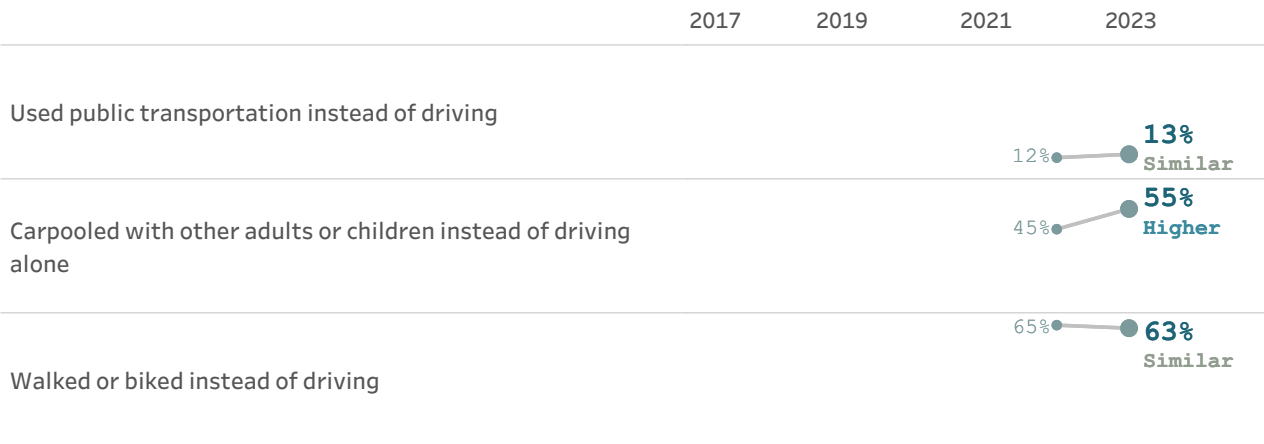 2017 2019 2021 2023
Used public transportation instead of driving
12%
13%
Similar
Carpooled with other adults or children instead of driving
alone
45%
55%
Higher
Walked or biked instead of driving
65%
63%
Similar